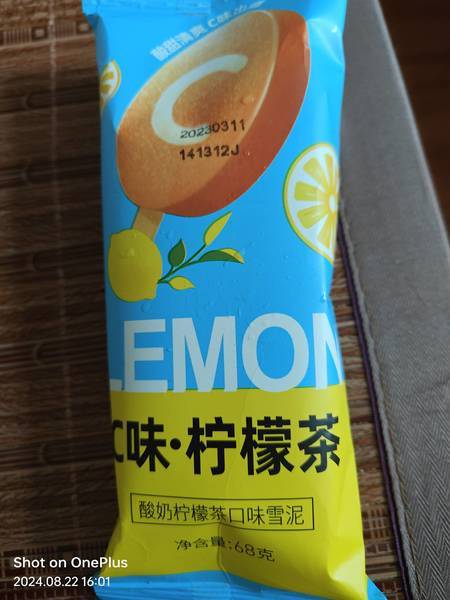 酸甜清爽 C味出
C
20230311
141312J
LEMON
C味·柠檬茶
酸奶柠檬茶口味雪泥
净含量:68克
Shot on OnePlus
2024.08.22 16:01